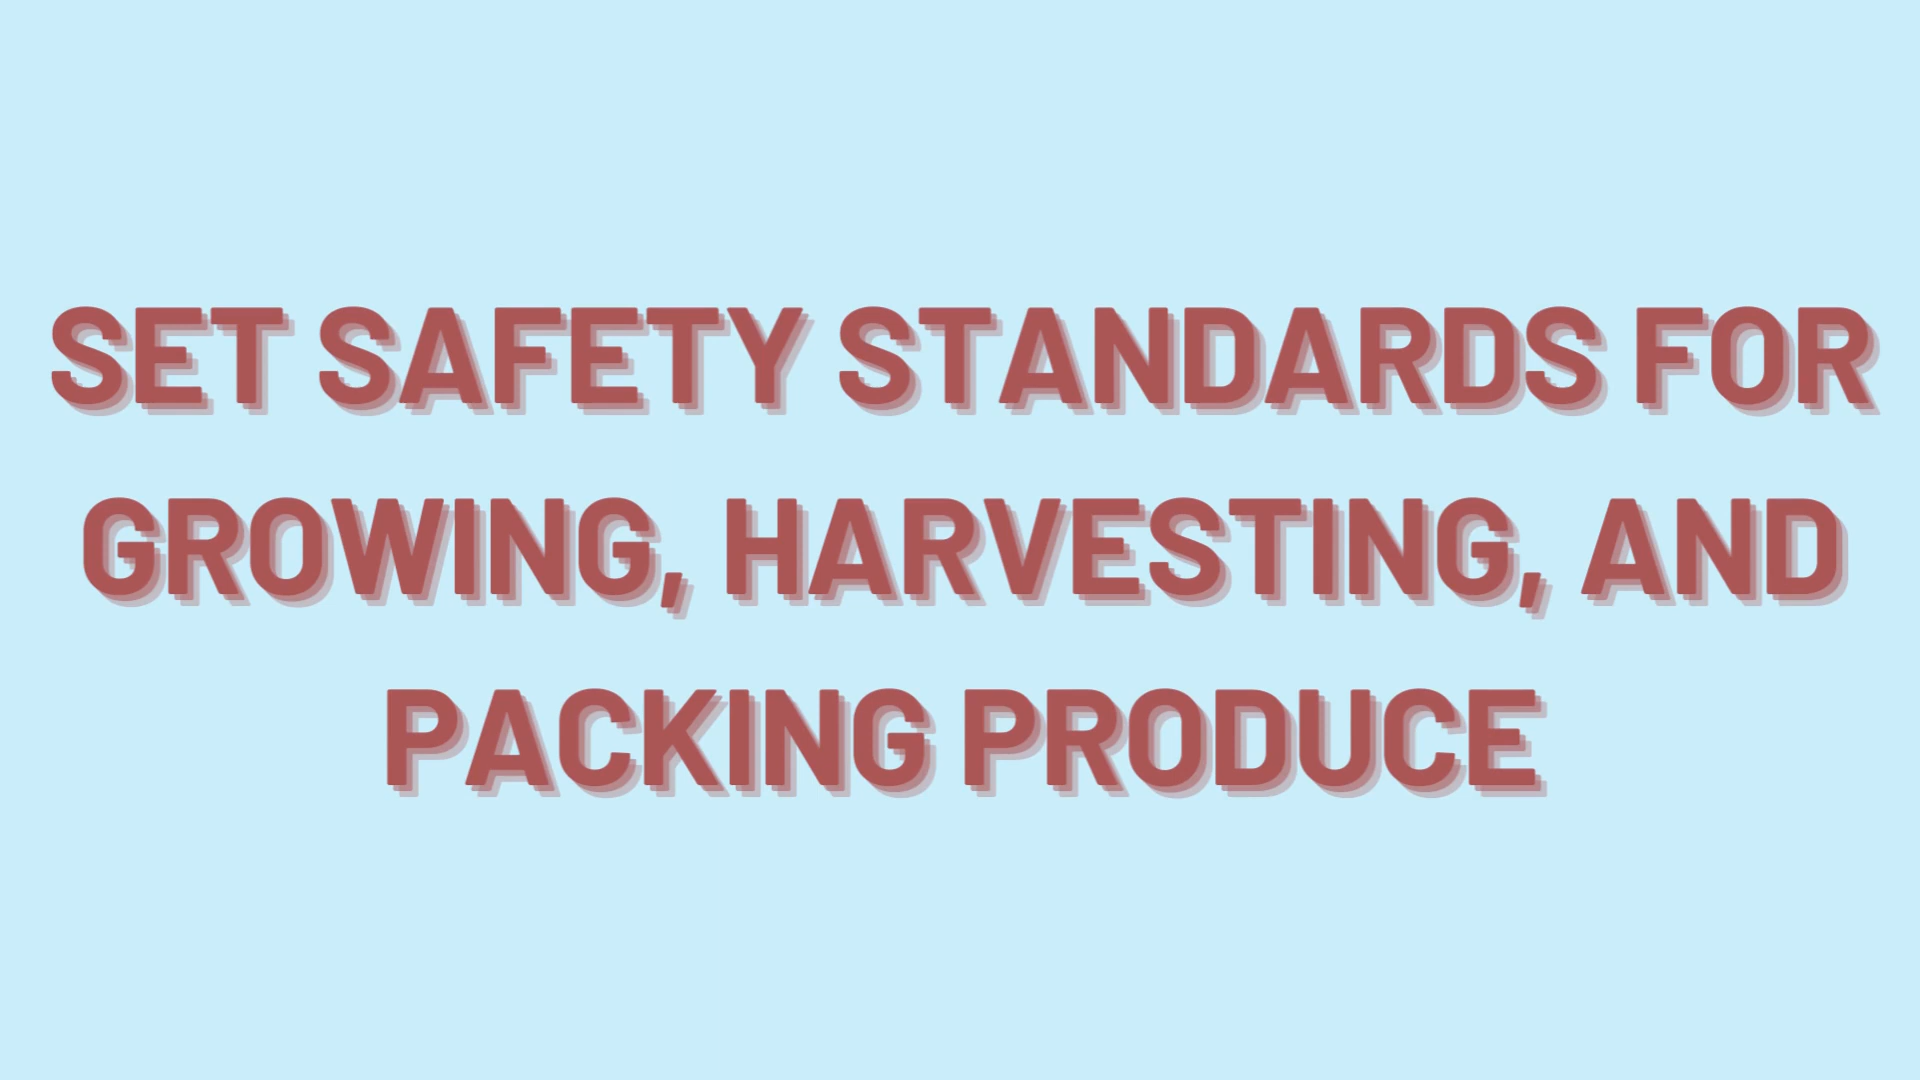 SET SAFETY STANDARDS FOR
GROWING, HARVESTING, AND
PACKING PRODUCE